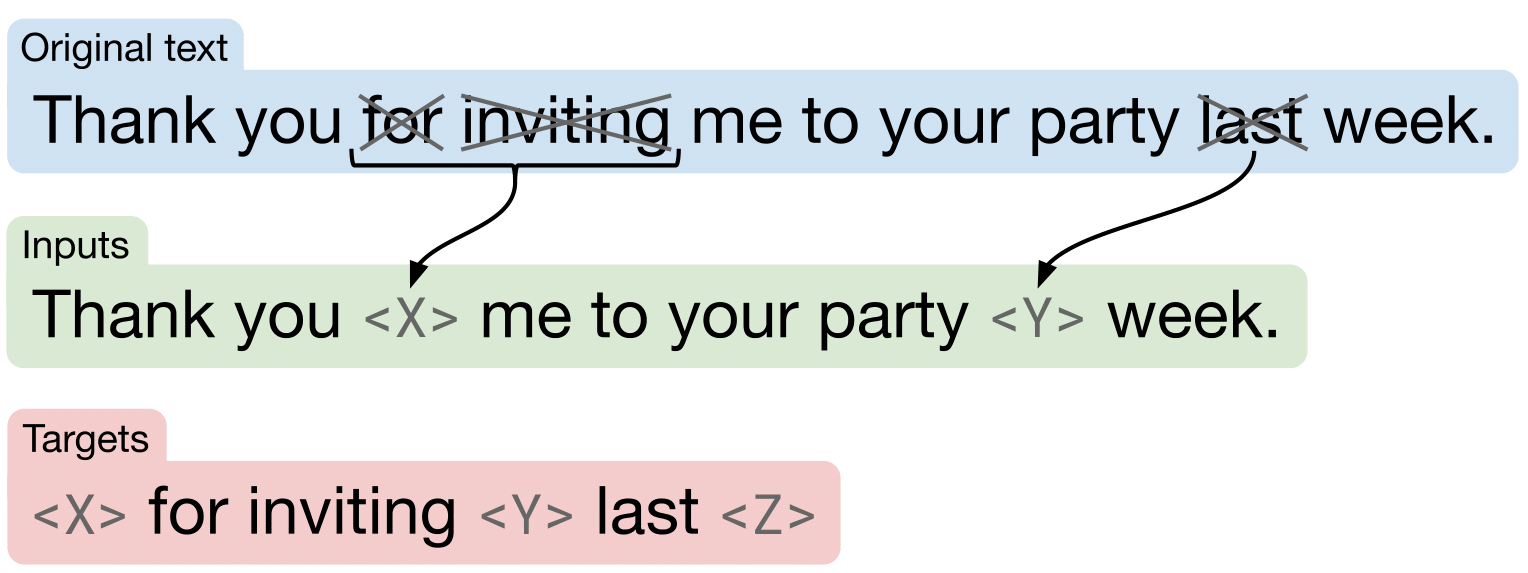 Original text
Thank you for inviting me to your party last week.
Inputs
Thank you <X> me to your party <Y> week.
Targets
<X> for inviting <Y> last <Z>